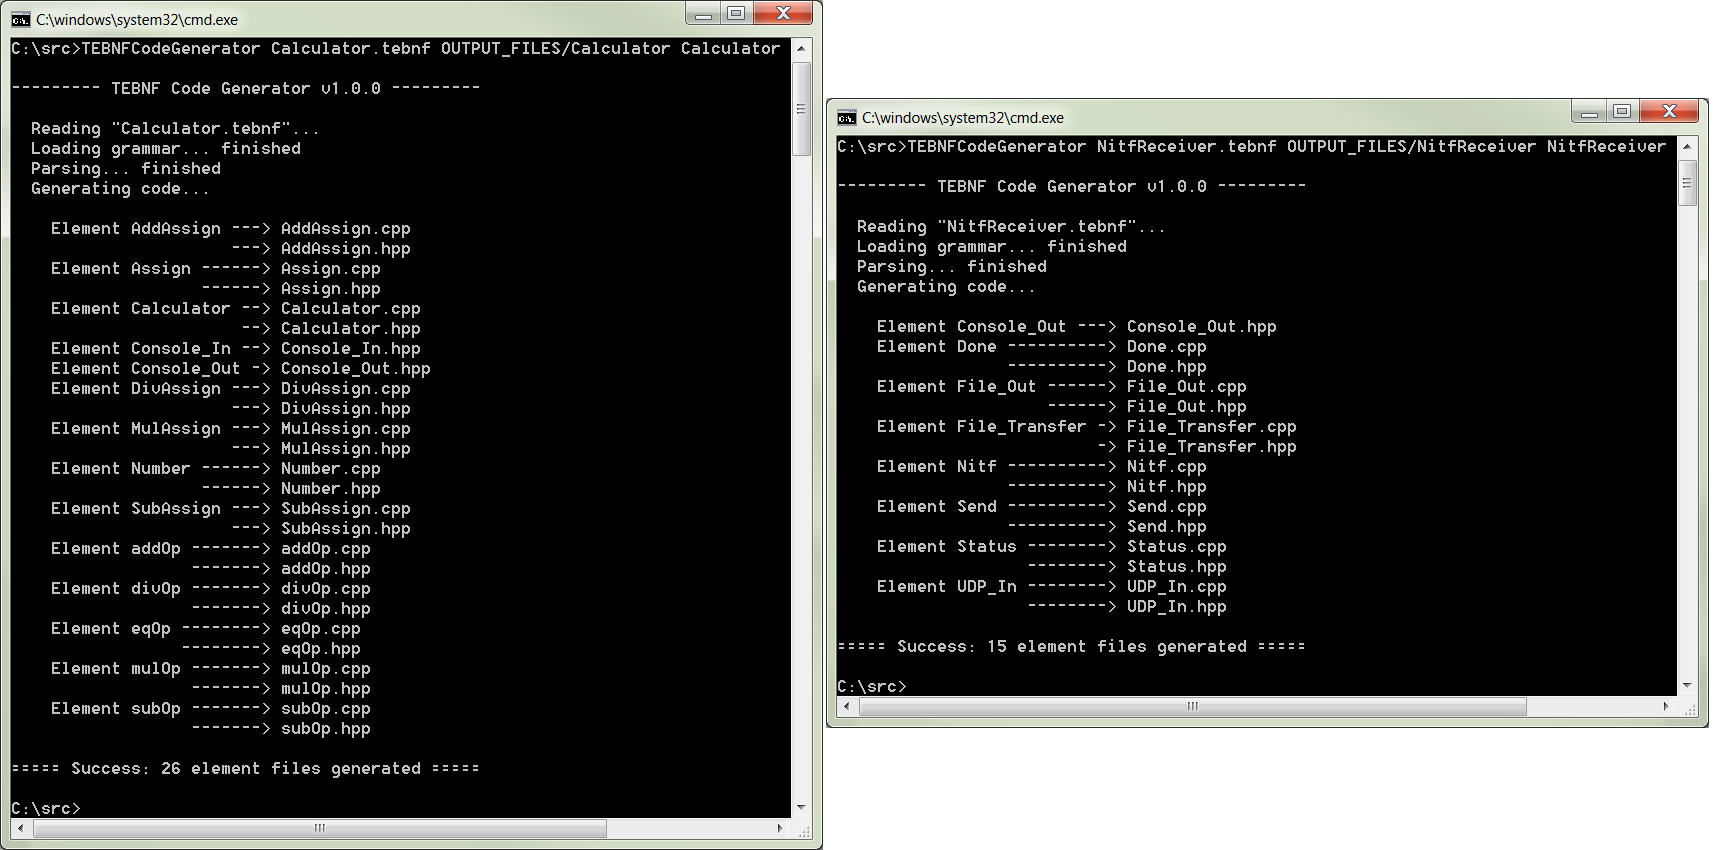 C:\windows\system32\cmd.exe
C:\src>TEBNFCodeGenerator Calculator.tebnf OUTPUT_FILES/Calculator Calculator
--------- TEBNF Code Generator v1.0.0 ---------
Reading "Calculator.tebnf"...
Loading grammar... finished
Parsing... finished
Generating code...
Element AddAssign ---> AddAssign.cpp
---> AddAssign.hpp
Element Assign ------> Assign.cpp
------> Assign.hpp
Element Calculator --> Calculator.cpp
--> Calculator.hpp
Element Console_In --> Console_In.hpp
Element Console_Out -> Console_Out.hpp
Element DivAssign ---> DivAssign.cpp
---> DivAssign.hpp
Element MulAssign ---> MulAssign.cpp
---> MulAssign.hpp
Element Number ------> Number.cpp
------> Number.hpp
Element SubAssign ---> SubAssign.cpp
---> SubAssign.hpp
Element addOp -------> addOp.cpp
-------> addOp.hpp
Element divOp -------> divOp.cpp
-------> divOp.hpp
Element eqOp --------> eqOp.cpp
--------> eqOp.hpp
Element mulOp -------> mulOp.cpp
-------> mulOp.hpp
Element subOp -------> subOp.cpp
-------> subOp.hpp
===== Success: 26 element files generated =====
C:\src>
C:\windows\system32\cmd.exe
C:\src>TEBNFCodeGenerator NitfReceiver.tebnf OUTPUT_FILES/NitfReceiver NitfReceiver
--------- TEBNF Code Generator v1.0.0 ---------
Reading "NitfReceiver.tebnf"...
Loading grammar... finished
Parsing... finished
Generating code...
Element Console_Out ---> Console_Out.hpp
Element Done ----------> Done.cpp
----------> Done.hpp
Element File_Out ------> File_Out.cpp
------> File_Out.hpp
Element File_Transfer -> File_Transfer.cpp
-> File_Transfer.hpp
Element Nitf ----------> Nitf.cpp
----------> Nitf.hpp
Element Send ----------> Send.cpp
----------> Send.hpp
Element Status --------> Status.cpp
--------> Status.hpp
Element UDP_In --------> UDP_In.cpp
--------> UDP_In.hpp
===== Success: 15 element files generated =====
C:\src>